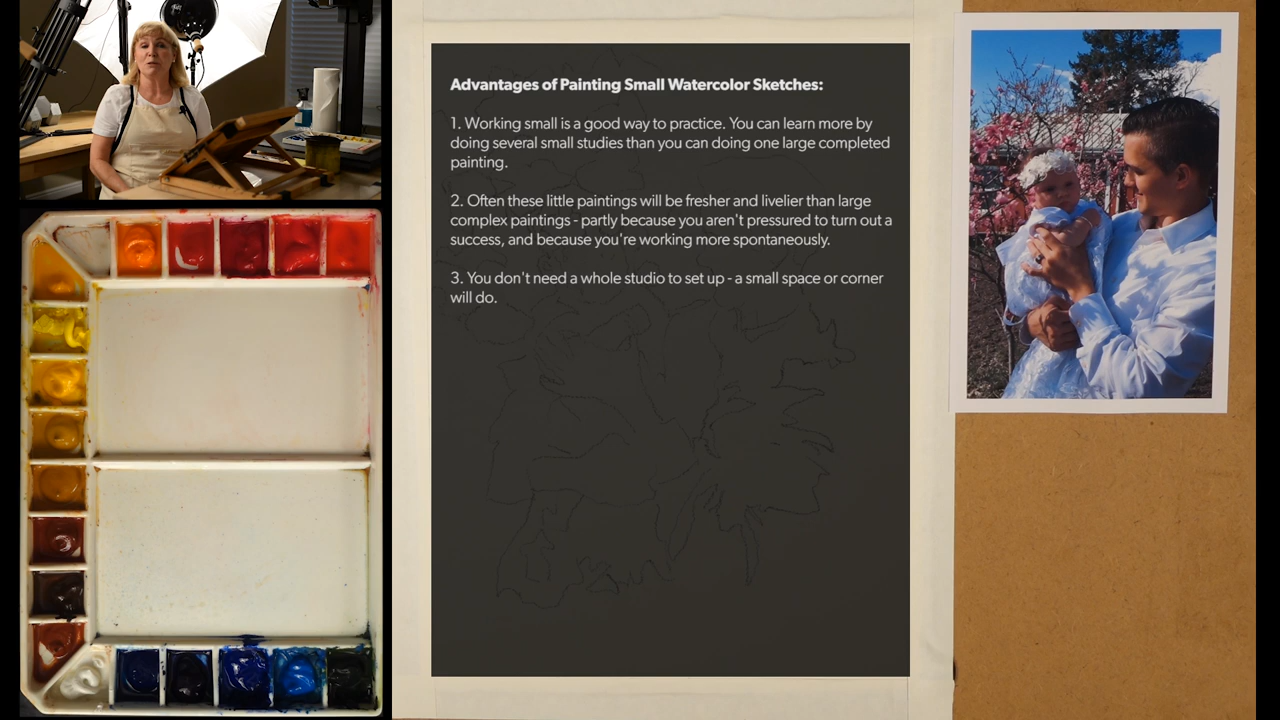 Advantages of Painting Small Watercolor Sketches:
1. Working small is a good way to practice. You can learn more by
doing several small studies than you can doing one large completed
painting.
2. Often these little paintings will be fresher and livelier than large
complex paintings - partly because you aren't pressured to turn out a
success, and because you're working more spontaneously.
3. You don't need a whole studio to set up - a small space or corner
will do.